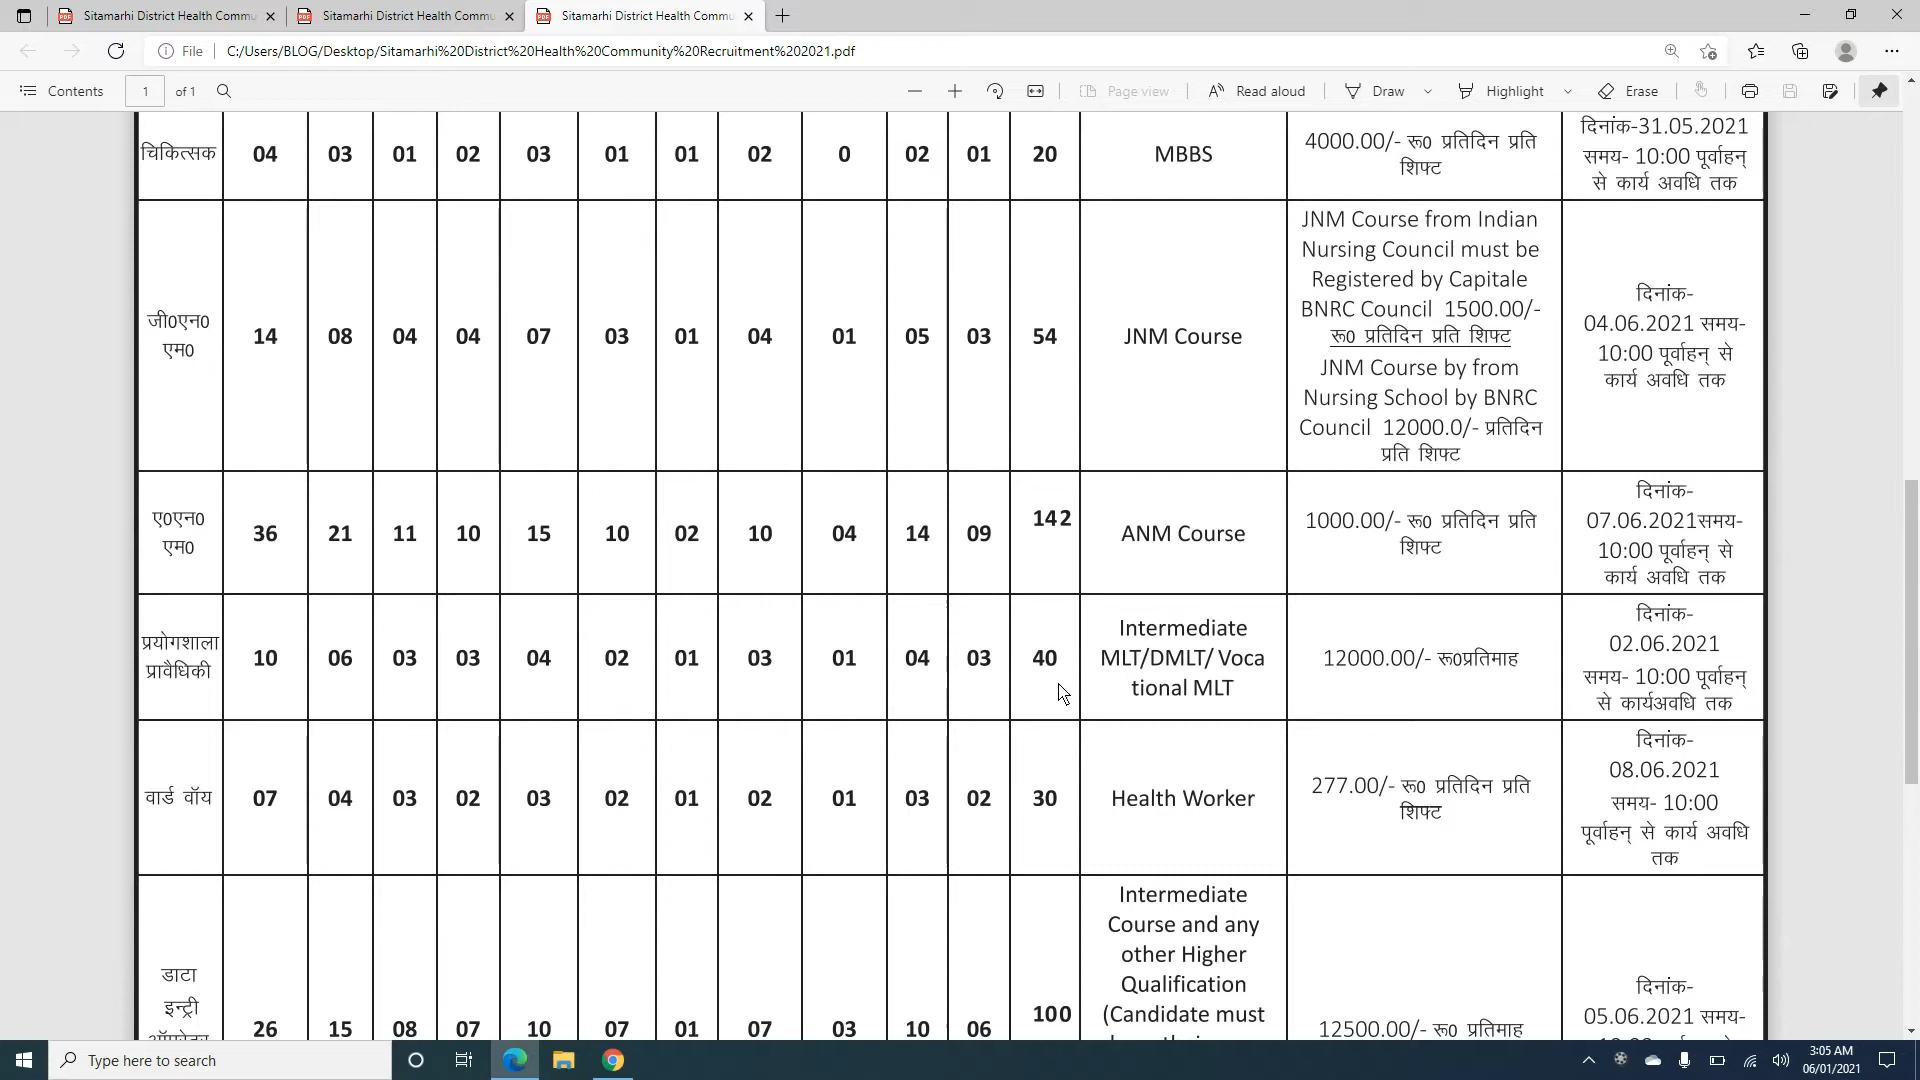 Sitamarhi District Health Commu
Sitamarhi District Health Commu
Sitamarhi District Health Commu
File
C:/Users/BLOG/Desktop/Sitamarhi%20District%20Health%20Community%20Recruitment%202021.pdf
Contents
1
of 1
Page view
Read aloud
Draw
Highlight
Erase
चिकित्सक
04
03
01
02
03
01
01
02
0
02
01
20
MBBS
4000.00/- रू0 प्रतिदिन प्रति
शिफ्ट
दिनांक-31.05.2021
समय- 10:00 पूर्वाहन्
से कार्य अवधि तक
जी0एन0
एम0
14
08
04
04
07
03
01
04
01
05
03
54
JNM Course
JNM Course from Indian
Nursing Council must be
Registered by Capitale
BNRC Council 1500.00/-
रू0 प्रतिदिन प्रति शिफ्ट
JNM Course by from
Nursing School by BNRC
Council 12000.0/- प्रतिदिन
प्रति शिफ्ट
दिनांक-
04.06.2021 समय-
10:00 पूर्वाहन् से
कार्य अवधि तक
ए0एन0
एम0
36
21
11
10
15
10
02
10
04
14
09
142
ANM Course
1000.00/- रू0 प्रतिदिन प्रति
शिफ्ट
दिनांक-
07.06.2021समय-
10:00 पूर्वाहन् से
कार्य अवधि तक
प्रयोगशाला
प्रावैधिकी
10
06
03
03
04
02
01
03
01
04
03
40
Intermediate
MLT/DMLT/ Voca
tional MLT
12000.00/- रू0प्रतिमाह
दिनांक-
02.06.2021
समय- 10:00 पूर्वाहन्
से कार्यअवधि तक
वार्ड वॉय
07
04
03
02
03
02
01
02
01
03
02
30
Health Worker
277.00/- रू0 प्रतिदिन प्रति
शिफ्ट
दिनांक-
08.06.2021
समय- 10:00
पूर्वाहन् से कार्य अवधि
तक
डाटा
इन्ट्री
26
15
08
07
10
07
01
07
03
10
06
100
Intermediate
Course and any
other Higher
Qualification
(Candidate must
12500.00/- रू0 प्रतिमाह
दिनांक-
05.06.2021 समय-
Type here to search
3:05 AM
06/01/2021